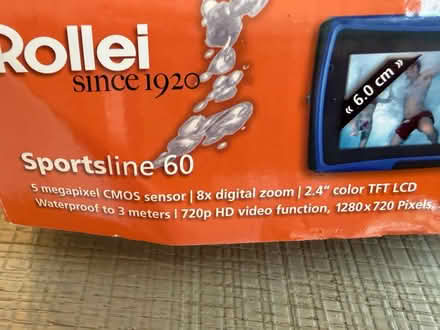 Rollei
since 1920
« 6.0 cm »
Sportsline 60
5 megapixel CMOS sensor | 8x digital zoom | 2.4" color TFT LCD
Waterproof to 3 meters | 720p HD video function, 1280x720 Pixels,